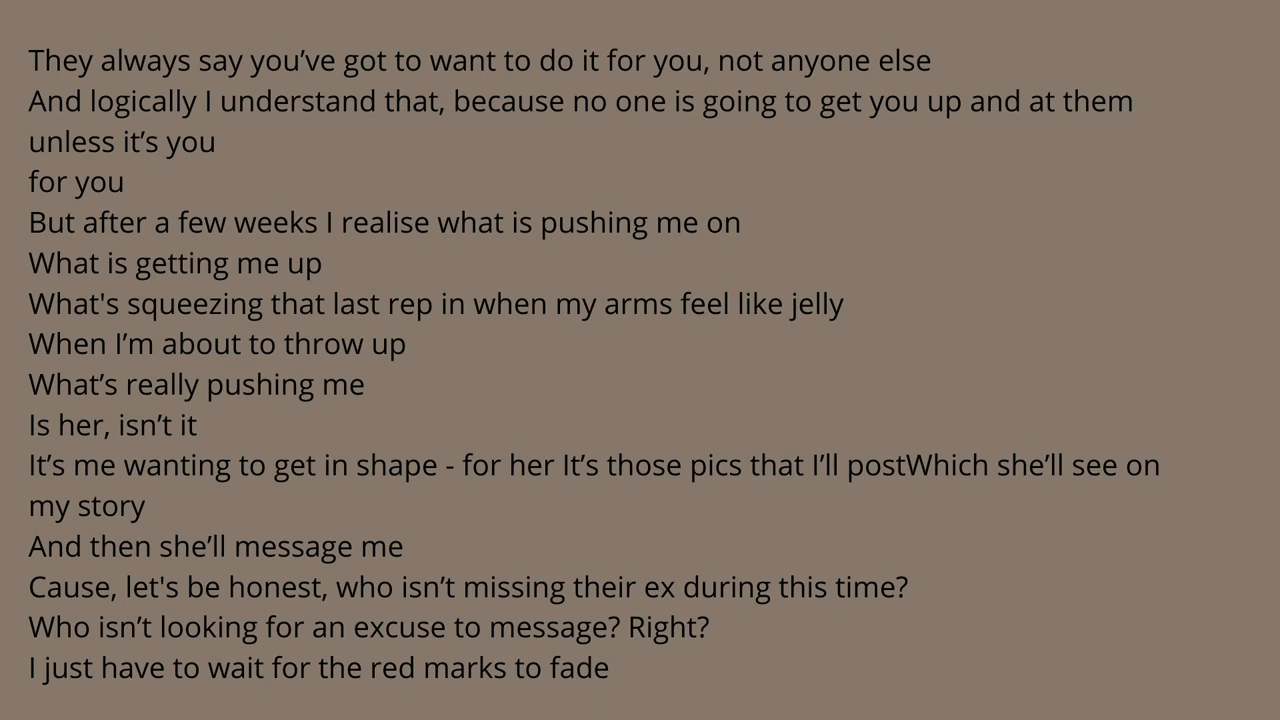 They always say you’ve got to want to do it for you, not anyone else
And logically I understand that, because no one is going to get you up and at them
unless it’s you
for you
But after a few weeks I realise what is pushing me on
What is getting me up
What's squeezing that last rep in when my arms feel like jelly
When I’m about to throw up
What’s really pushing me
Is her, isn’t it
It’s me wanting to get in shape - for her It’s those pics that I’ll postWhich she’ll see on
my story
And then she’ll message me
Cause, let's be honest, who isn’t missing their ex during this time?
Who isn’t looking for an excuse to message? Right?
I just have to wait for the red marks to fade